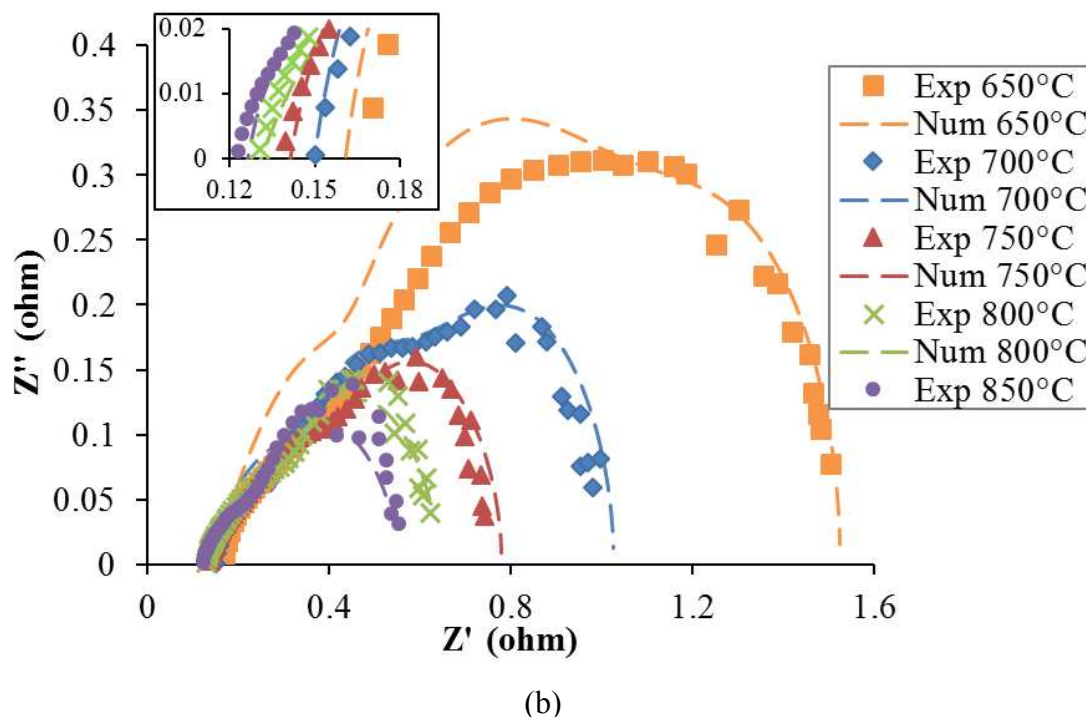 0.02
0.01
0
0.12
0.15
0.18
0.4
0.35
0.3
0.25
0.2
0.15
0.1
0.05
0
Z'' (ohm)
0
0.4
0.8
1.2
1.6
Z' (ohm)
Exp 650°C
Num 650°C
Exp 700°C
Num 700°C
Exp 750°C
Num 750°C
Exp 800°C
Num 800°C
Exp 850°C
(b)